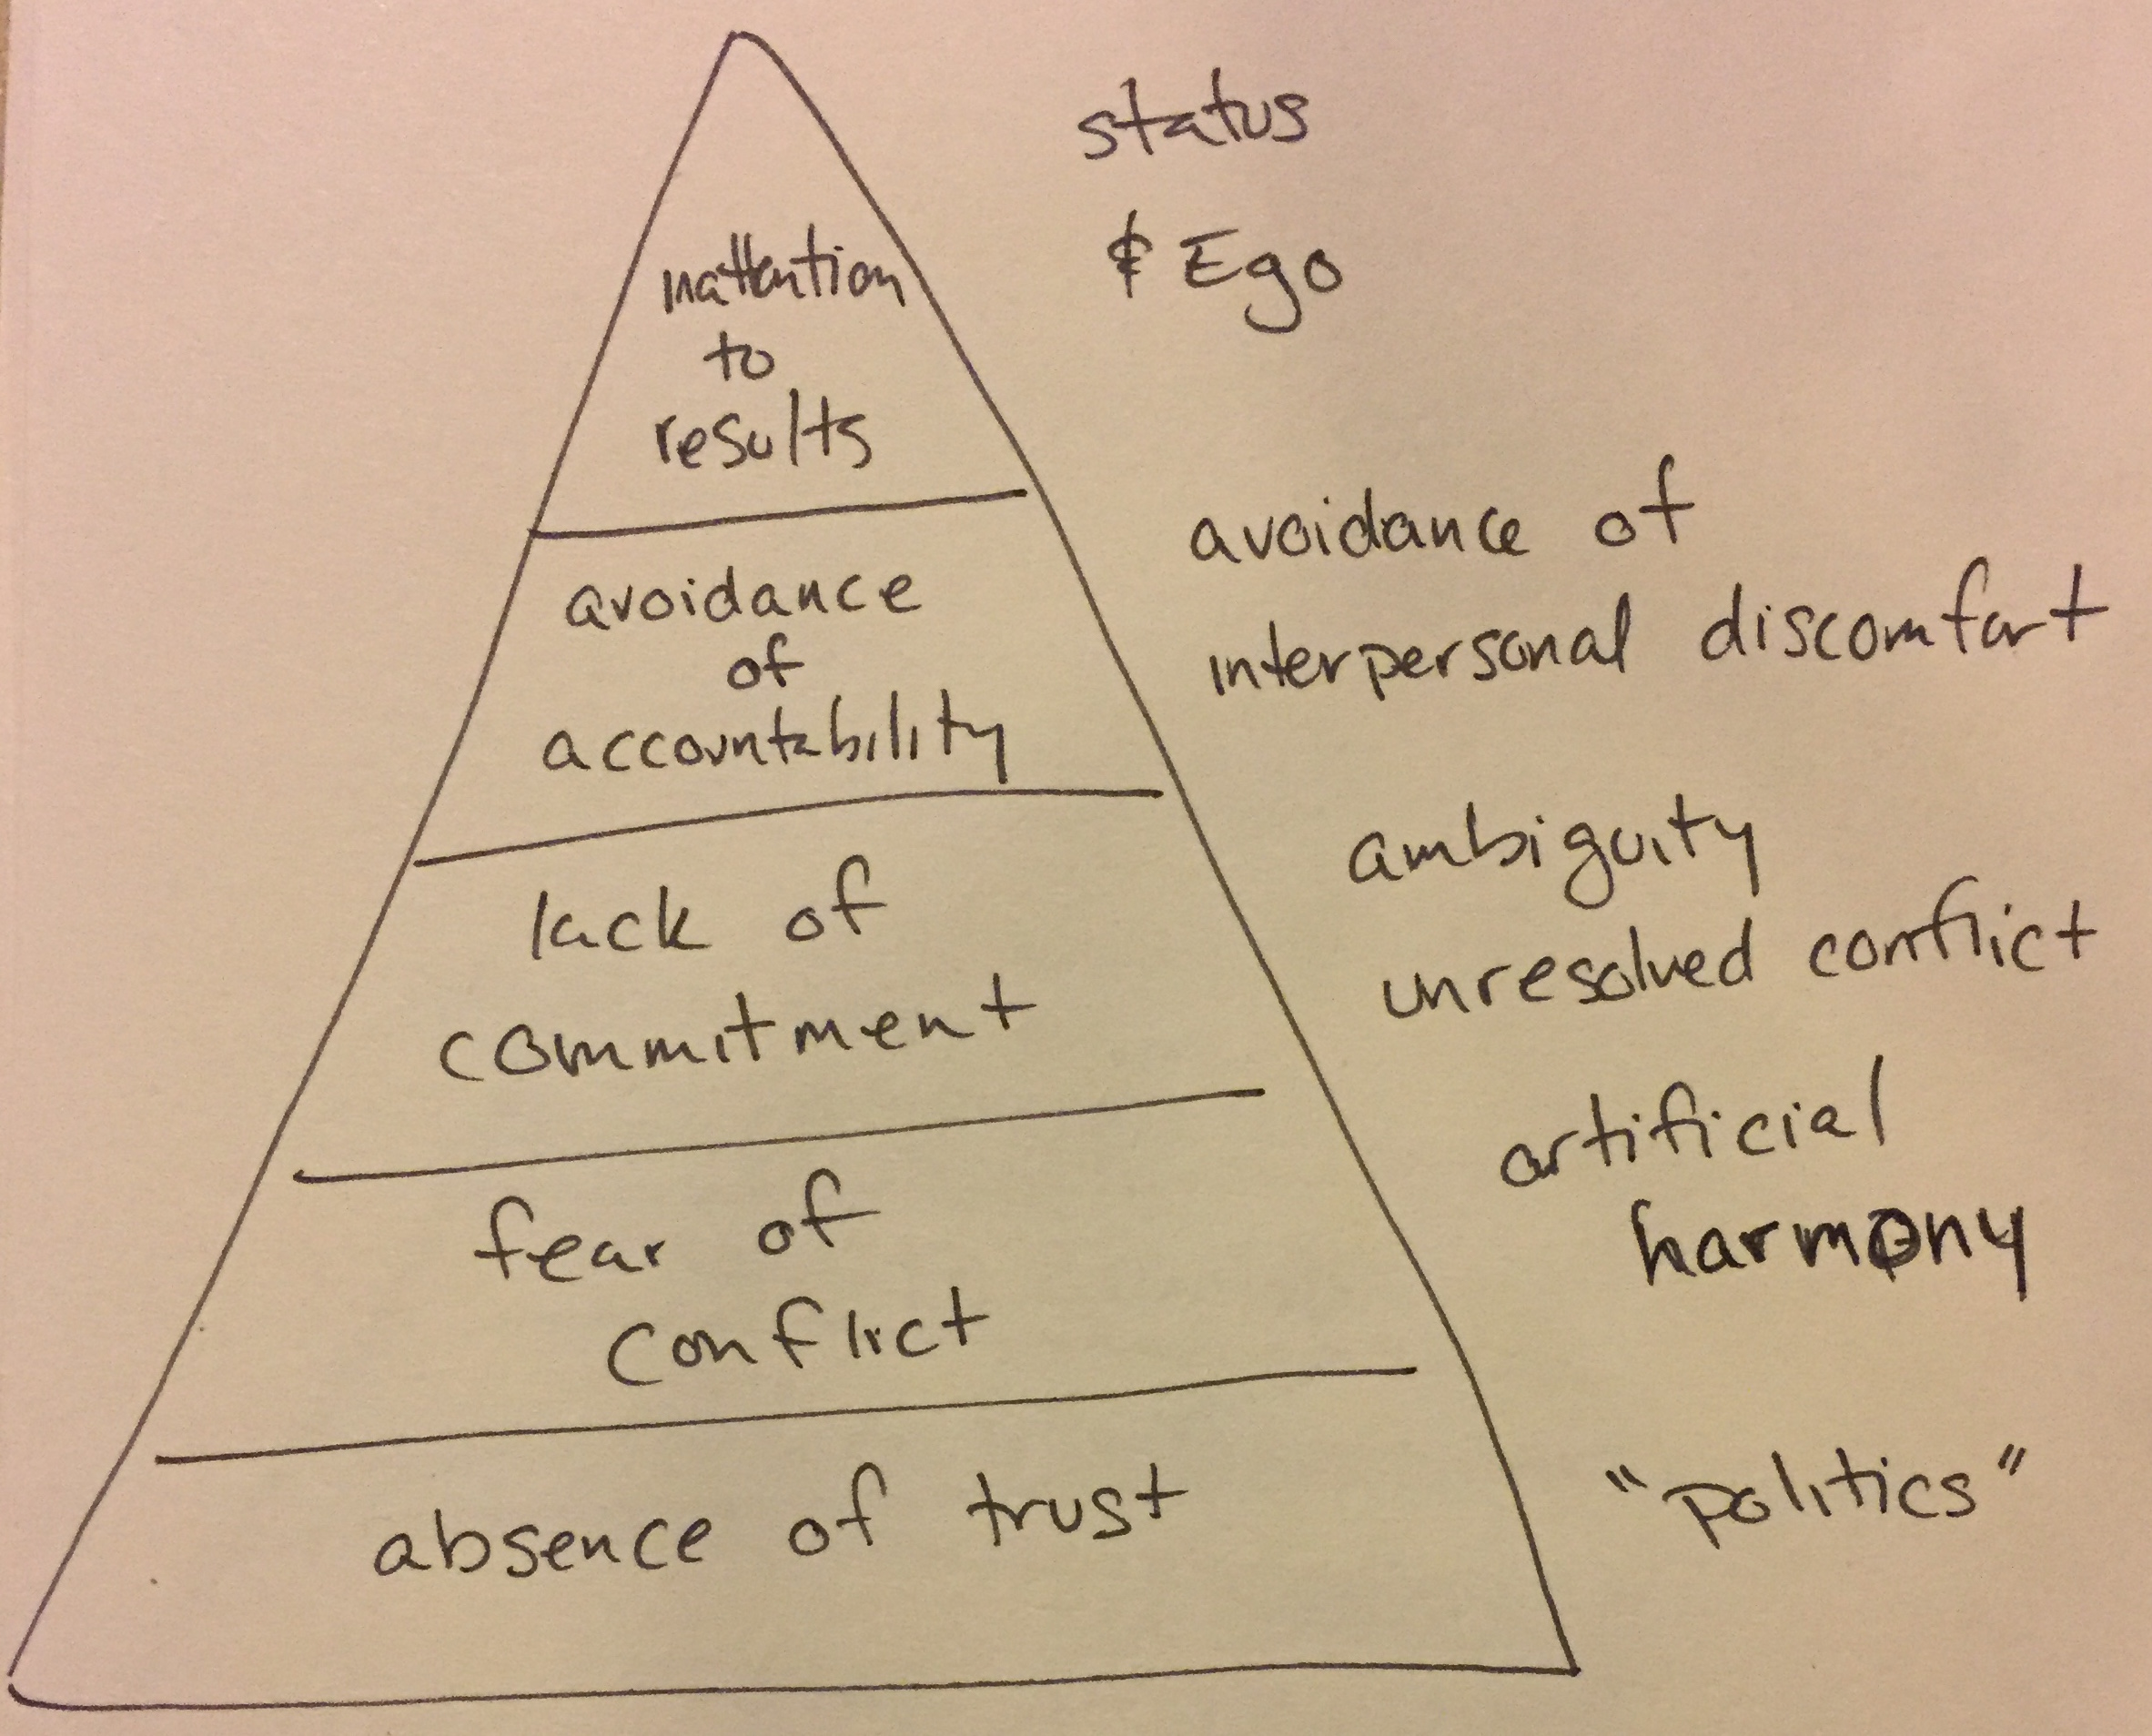 status
& Ego
inattention
to
results
avoidance of
interpersonal discomfort
avoidance
of
accountability
ambiguity
unresolved conflict
lack of
commitment
artificial
harmony
fear of
conflict
"politics"
absence of trust